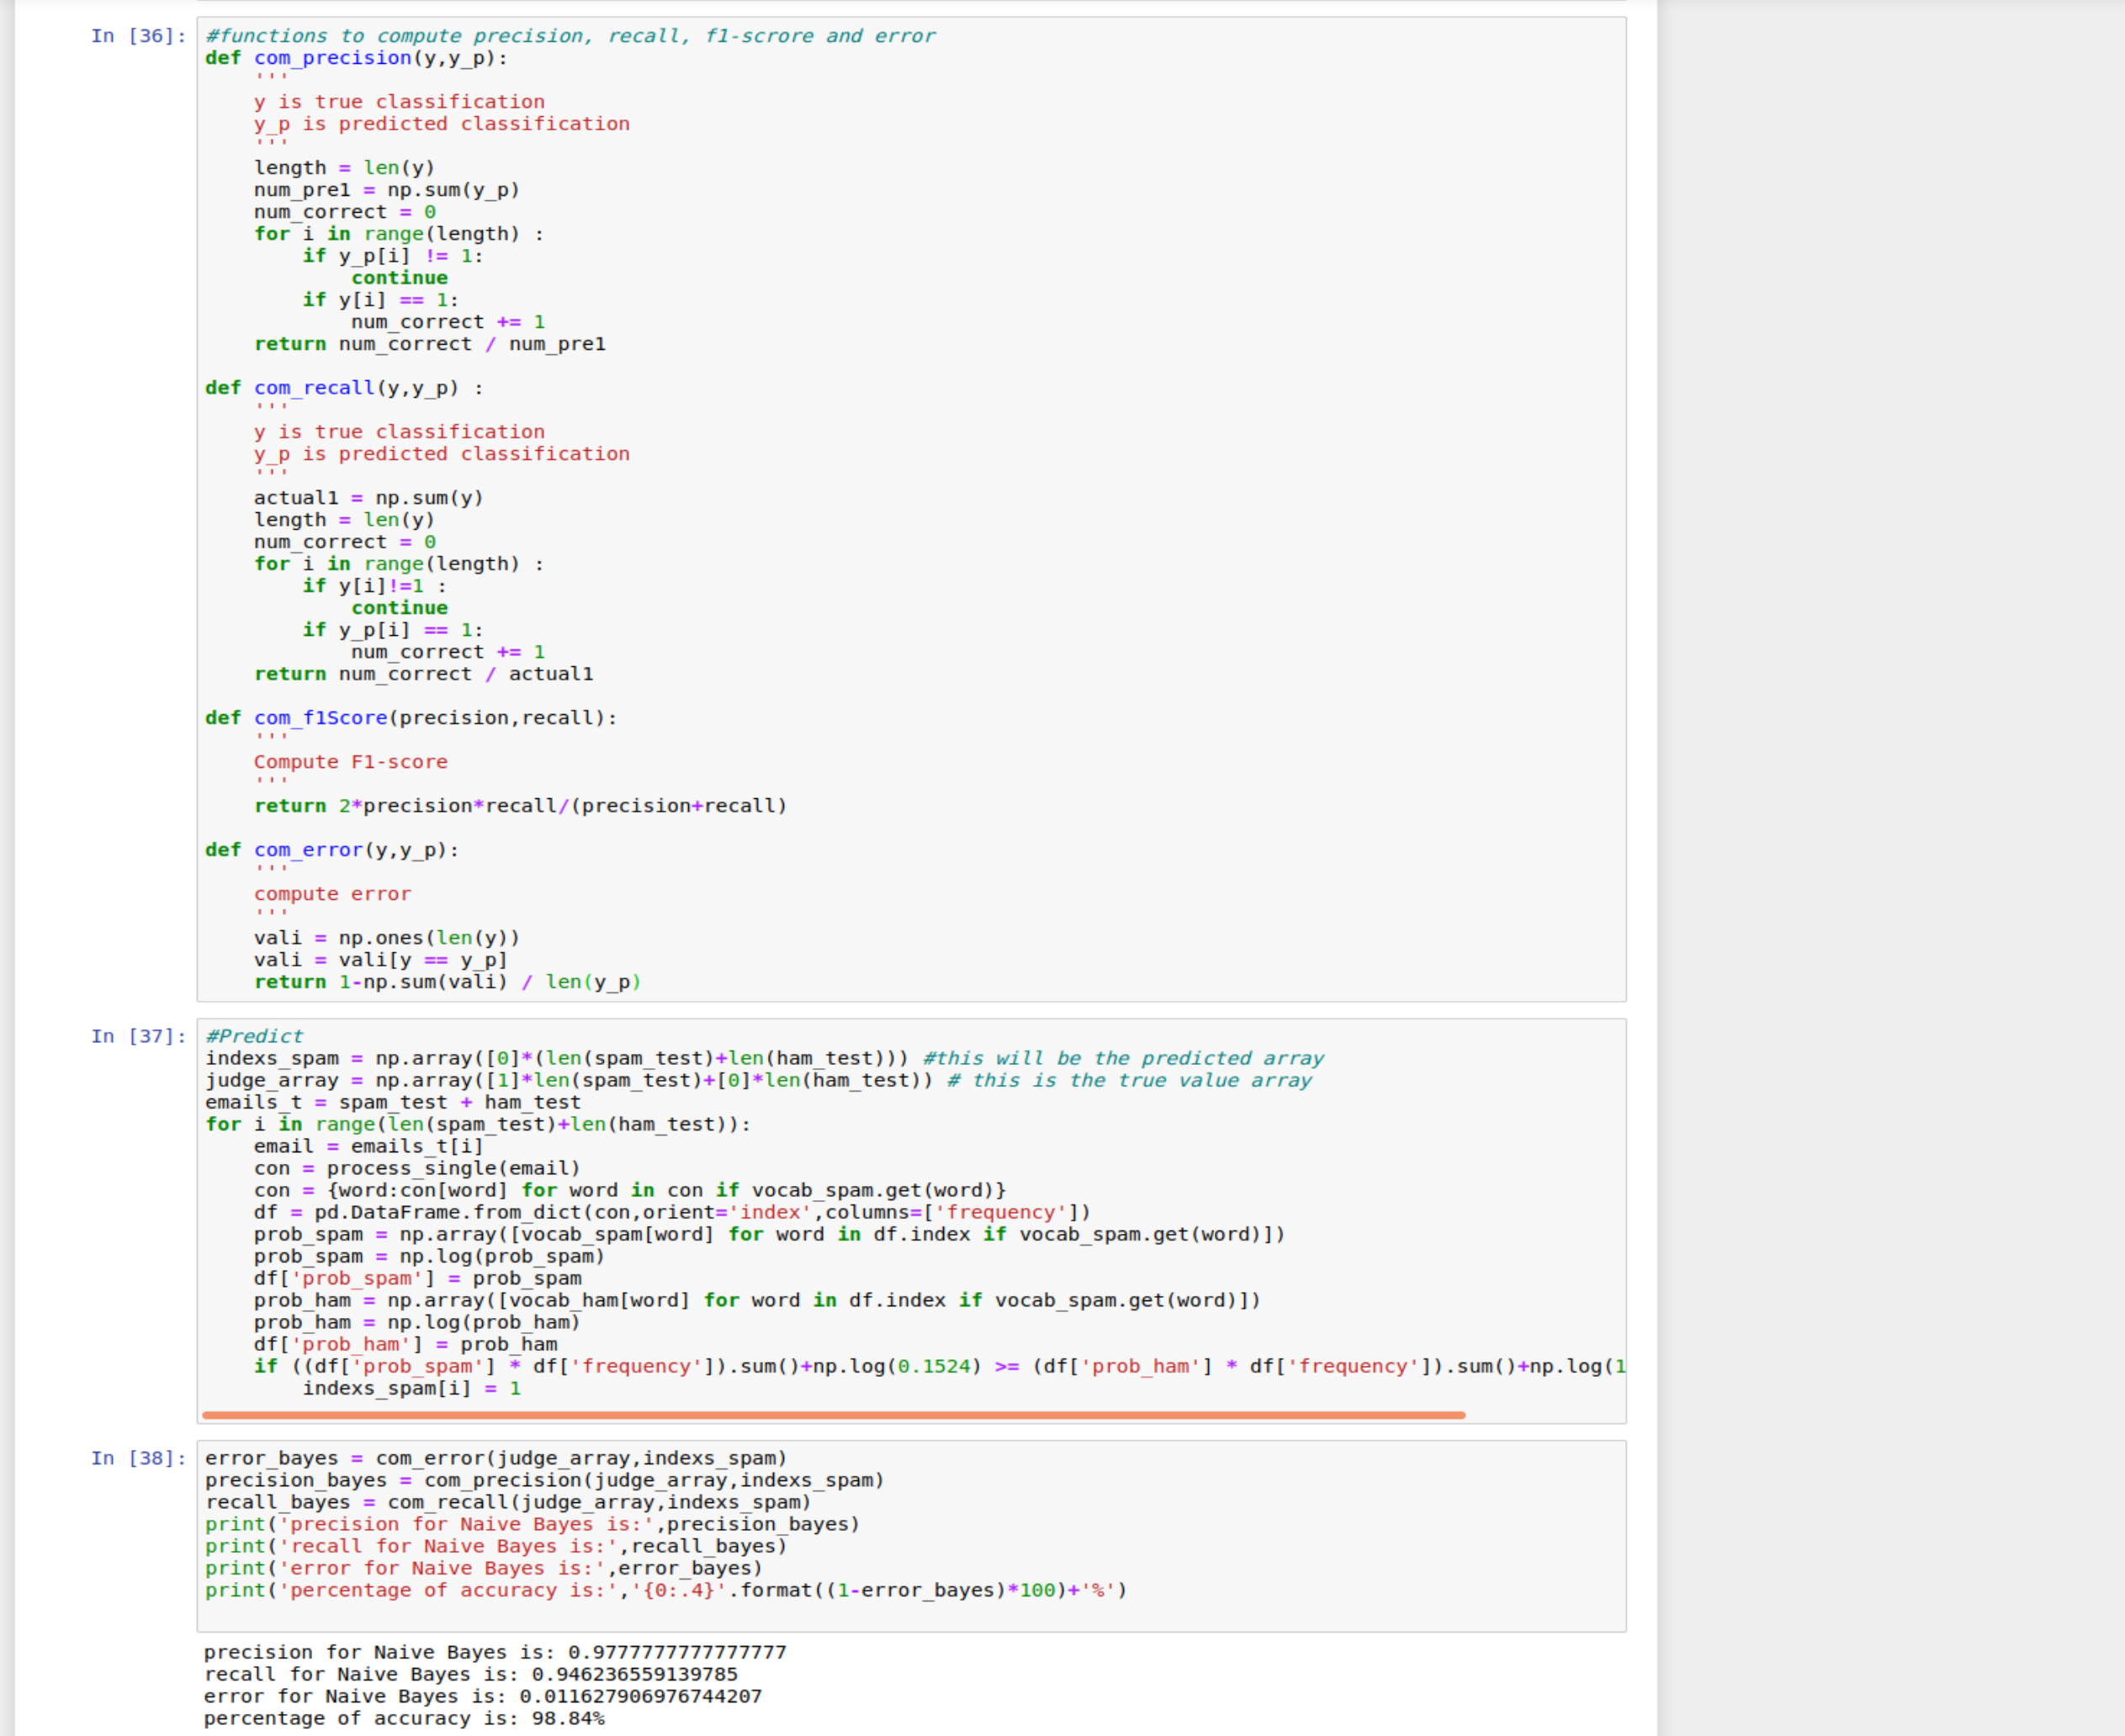 In [36]:
#functions to compute precision, recall, f1-scrore and error
def com_precision(y,y_p):
    '''
    y is true classification
    y_p is predicted classification
    '''
    length = len(y)
    num_pre1 = np.sum(y_p)
    num_correct = 0
    for i in range(length) :
        if y_p[i] != 1:
            continue
        if y[i] == 1:
            num_correct += 1
    return num_correct / num_pre1

def com_recall(y,y_p) :
    '''
    y is true classification
    y_p is predicted classification
    '''
    actual1 = np.sum(y)
    length = len(y)
    num_correct = 0
    for i in range(length) :
        if y[i]!=1 :
            continue
        if y_p[i] == 1:
            num_correct += 1
    return num_correct / actual1

def com_f1Score(precision,recall):
    '''
    Compute F1-score
    '''
    return 2*precision*recall/(precision+recall)

def com_error(y,y_p):
    '''
    compute error
    '''
    vali = np.ones(len(y))
    vali = vali[y == y_p]
    return 1-np.sum(vali) / len(y_p)
In [37]:
#Predict
indexs_spam = np.array([0]*(len(spam_test)+len(ham_test))) #this will be the predicted array
judge_array = np.array([1]*len(spam_test)+[0]*len(ham_test)) # this is the true value array
emails_t = spam_test + ham_test
for i in range(len(spam_test)+len(ham_test)):
    email = emails_t[i]
    con = process_single(email)
    con = {word:con[word] for word in con if vocab_spam.get(word)}
    df = pd.DataFrame.from_dict(con,orient='index',columns=['frequency'])
    prob_spam = np.array([vocab_spam[word] for word in df.index if vocab_spam.get(word)])
    prob_spam = np.log(prob_spam)
    df['prob_spam'] = prob_spam
    prob_ham = np.array([vocab_ham[word] for word in df.index if vocab_spam.get(word)])
    prob_ham = np.log(prob_ham)
    df['prob_ham'] = prob_ham
    if ((df['prob_spam'] * df['frequency']).sum()+np.log(0.1524) >= (df['prob_ham'] * df['frequency']).sum()+np.log(1
        indexs_spam[i] = 1
In [38]:
error_bayes = com_error(judge_array,indexs_spam)
precision_bayes = com_precision(judge_array,indexs_spam)
recall_bayes = com_recall(judge_array,indexs_spam)
print('precision for Naive Bayes is:',precision_bayes)
print('recall for Naive Bayes is:',recall_bayes)
print('error for Naive Bayes is:',error_bayes)
print('percentage of accuracy is:','{0:.4}'.format((1-error_bayes)*100)+'%')
precision for Naive Bayes is: 0.9777777777777777
recall for Naive Bayes is: 0.946236559139785
error for Naive Bayes is: 0.011627906976744207
percentage of accuracy is: 98.84%